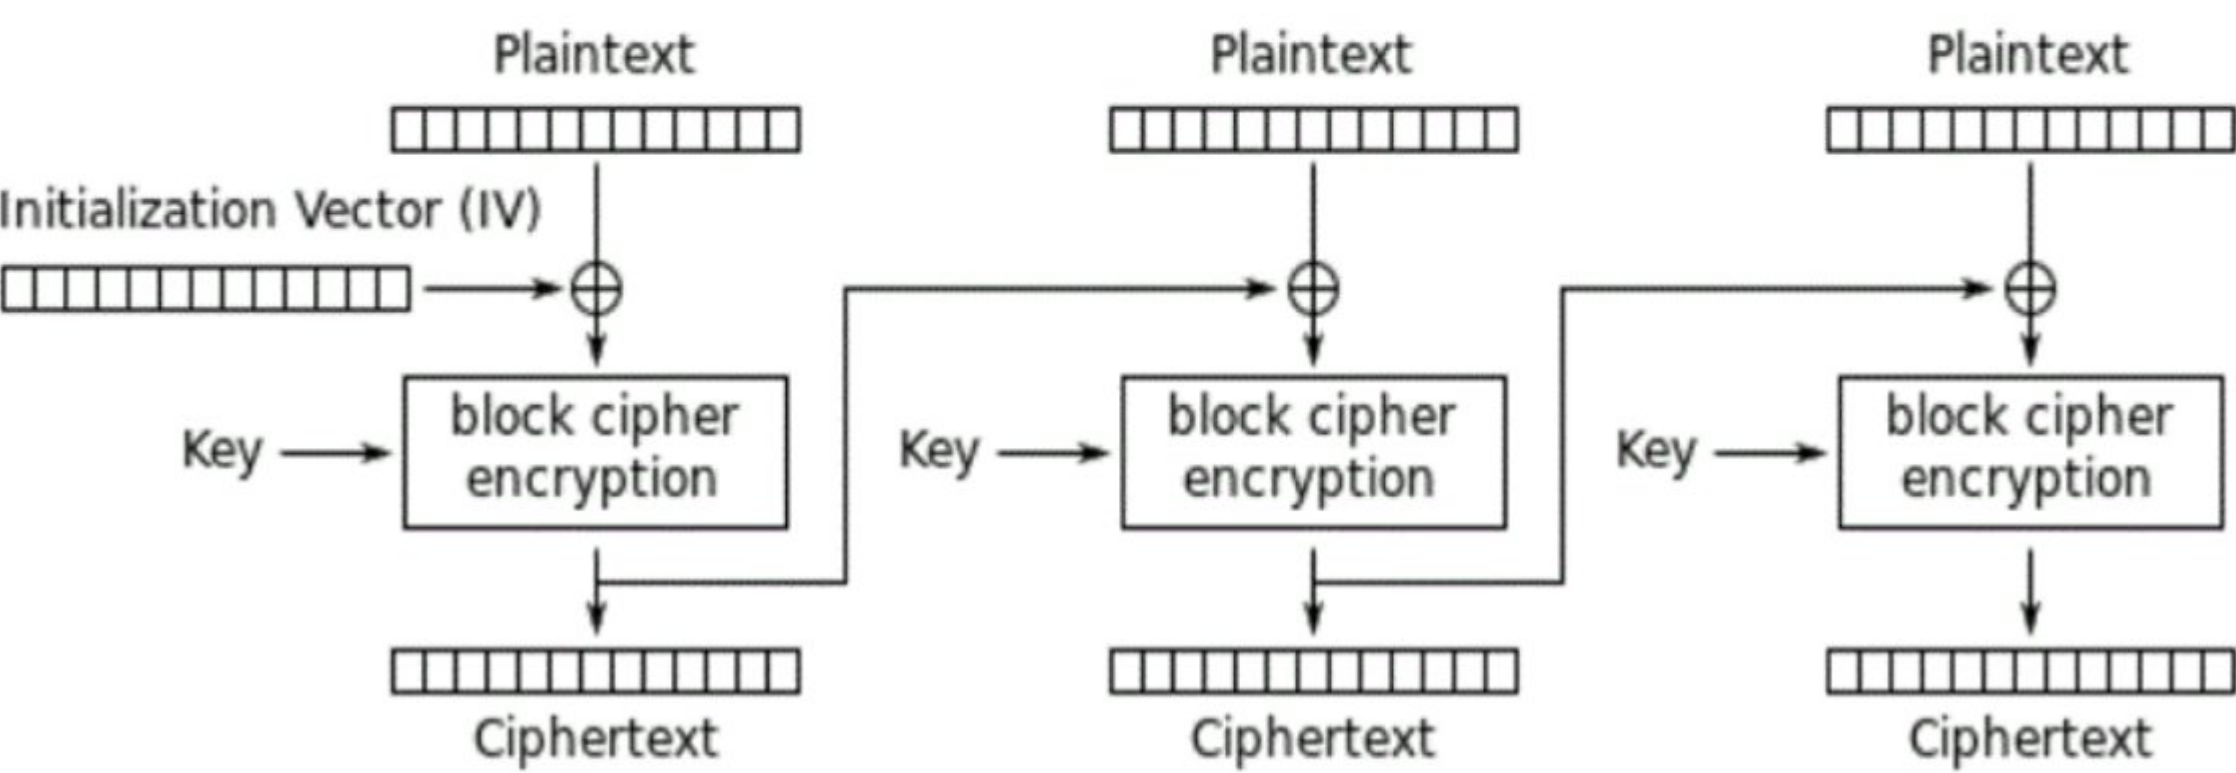 Plaintext
Plaintext
Plaintext
Initialization Vector (IV)
Key
block cipher
encryption
Key
block cipher
encryption
Key
block cipher
encryption
Ciphertext
Ciphertext
Ciphertext